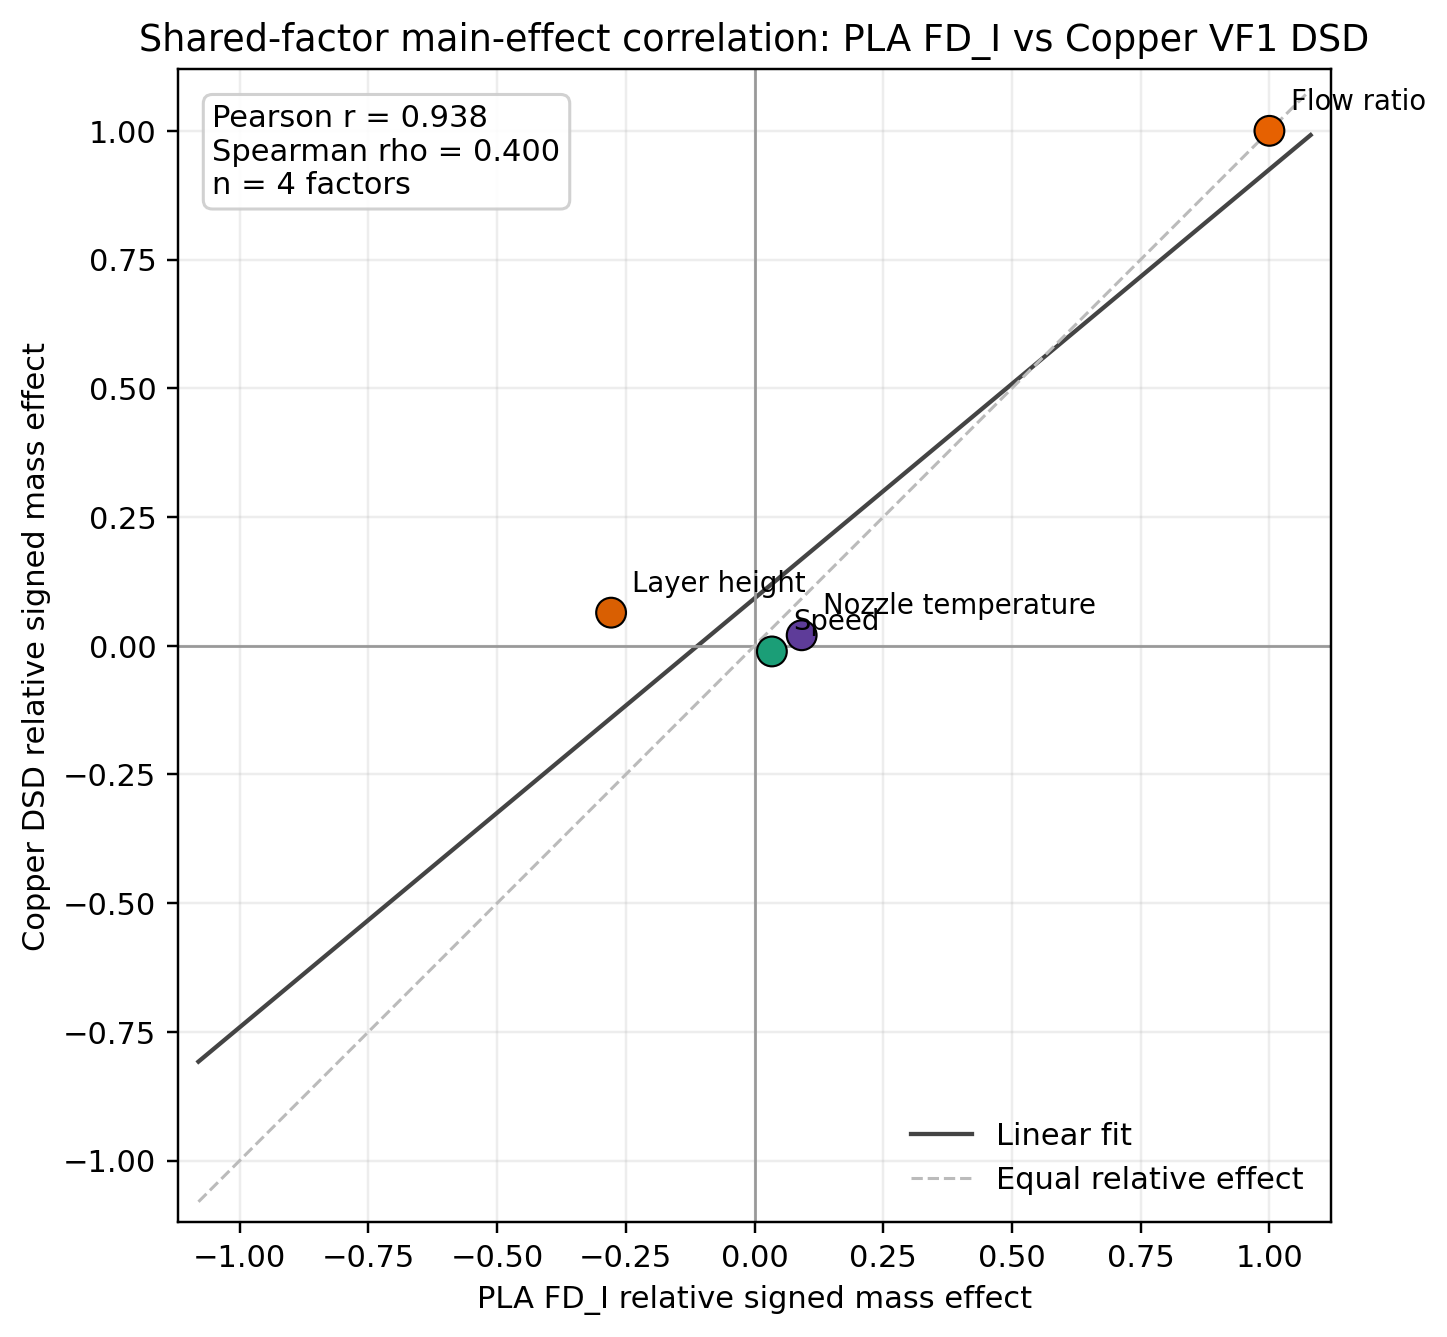 Shared-factor main-effect correlation: PLA FD_I vs Copper VF1 DSD
Pearson r = 0.938
Spearman rho = 0.400
n = 4 factors
Flow ratio
Layer height
Nozzle temperature
Speed
1.00
0.75
0.50
0.25
0.00
−0.25
−0.50
−0.75
−1.00
Copper DSD relative signed mass effect
Linear fit
Equal relative effect
−1.00 −0.75 −0.50 −0.25 0.00 0.25 0.50 0.75 1.00
PLA FD_I relative signed mass effect